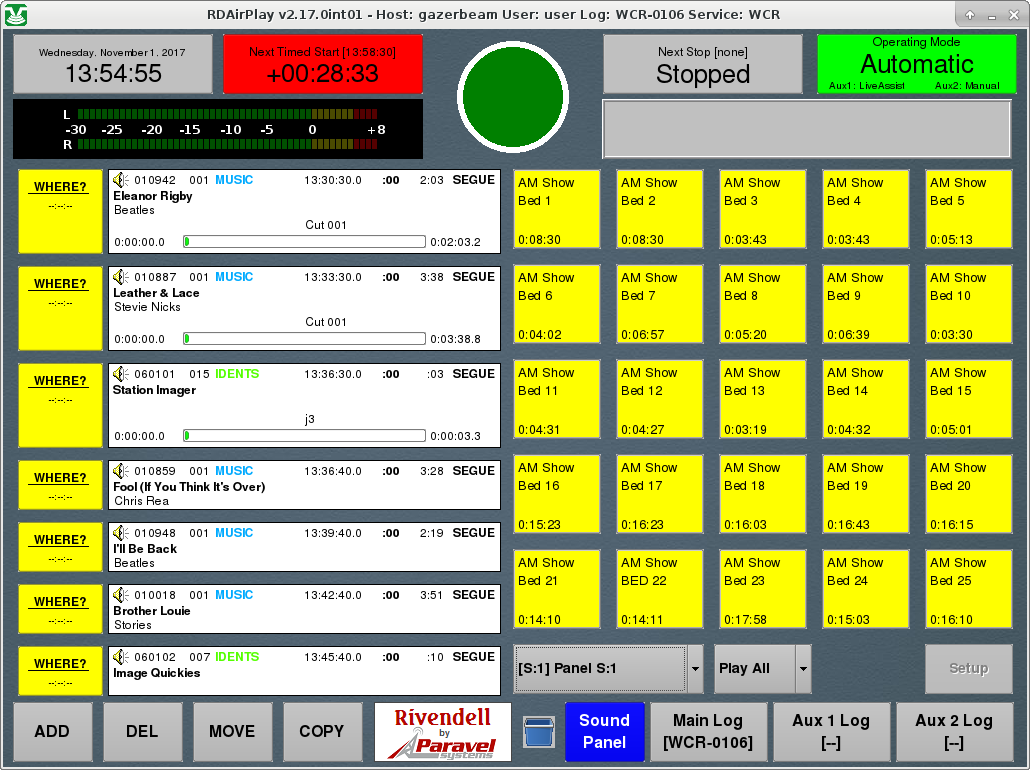 RDAirPlay v2.17.0int01 - Host: gazerbeam User: user Log: WCR-0106 Service: WCR
Wednesday, November 1, 2017
13:54:55
Next Timed Start [13:58:30]
+00:28:33
Next Stop [none]
Stopped
Operating Mode
Automatic
Aux1: LiveAssist Aux2: Manual
L
-30 -25 -20 -15 -10 -5 0 +8
R
WHERE?
--:--:--
010942 001 MUSIC 13:30:30.0 :00 2:03 SEGUE
Eleanor Rigby
Beatles
Cut 001
0:00:00.0 0:02:03.2
WHERE?
--:--:--
010887 001 MUSIC 13:33:30.0 :00 3:38 SEGUE
Leather & Lace
Stevie Nicks
Cut 001
0:00:00.0 0:03:38.8
WHERE?
--:--:--
060101 015 IDENTS 13:36:30.0 :00 :03 SEGUE
Station Imager
j3
0:00:00.0 0:00:03.3
WHERE?
--:--:--
010859 001 MUSIC 13:36:40.0 :00 3:28 SEGUE
Fool (If You Think It's Over)
Chris Rea
WHERE?
--:--:--
010948 001 MUSIC 13:39:40.0 :00 2:19 SEGUE
I'll Be Back
Beatles
WHERE?
--:--:--
010018 001 MUSIC 13:42:40.0 :00 3:51 SEGUE
Brother Louie
Stories
WHERE?
--:--:--
060102 007 IDENTS 13:45:40.0 :00 :10 SEGUE
Image Quickies
AM Show AM Show AM Show AM Show AM Show
Bed 1 Bed 2 Bed 3 Bed 4 Bed 5
0:08:30 0:08:30 0:03:43 0:03:43 0:05:13
AM Show AM Show AM Show AM Show AM Show
Bed 6 Bed 7 Bed 8 Bed 9 Bed 10
0:04:02 0:06:57 0:05:20 0:06:39 0:03:30
AM Show AM Show AM Show AM Show AM Show
Bed 11 Bed 12 Bed 13 Bed 14 Bed 15
0:04:31 0:04:27 0:03:19 0:04:32 0:05:01
AM Show AM Show AM Show AM Show AM Show
Bed 16 Bed 17 Bed 18 Bed 19 Bed 20
0:15:23 0:16:23 0:16:03 0:16:43 0:16:15
AM Show AM Show AM Show AM Show AM Show
Bed 21 BED 22 Bed 23 Bed 24 Bed 25
0:14:10 0:14:11 0:17:58 0:15:03 0:16:10
[S:1] Panel S:1 Play All Setup
ADD DEL MOVE COPY
Rivendell
by
Paravel
systems
Sound
Panel
Main Log
[WCR-0106]
Aux 1 Log
[--]
Aux 2 Log
[--]